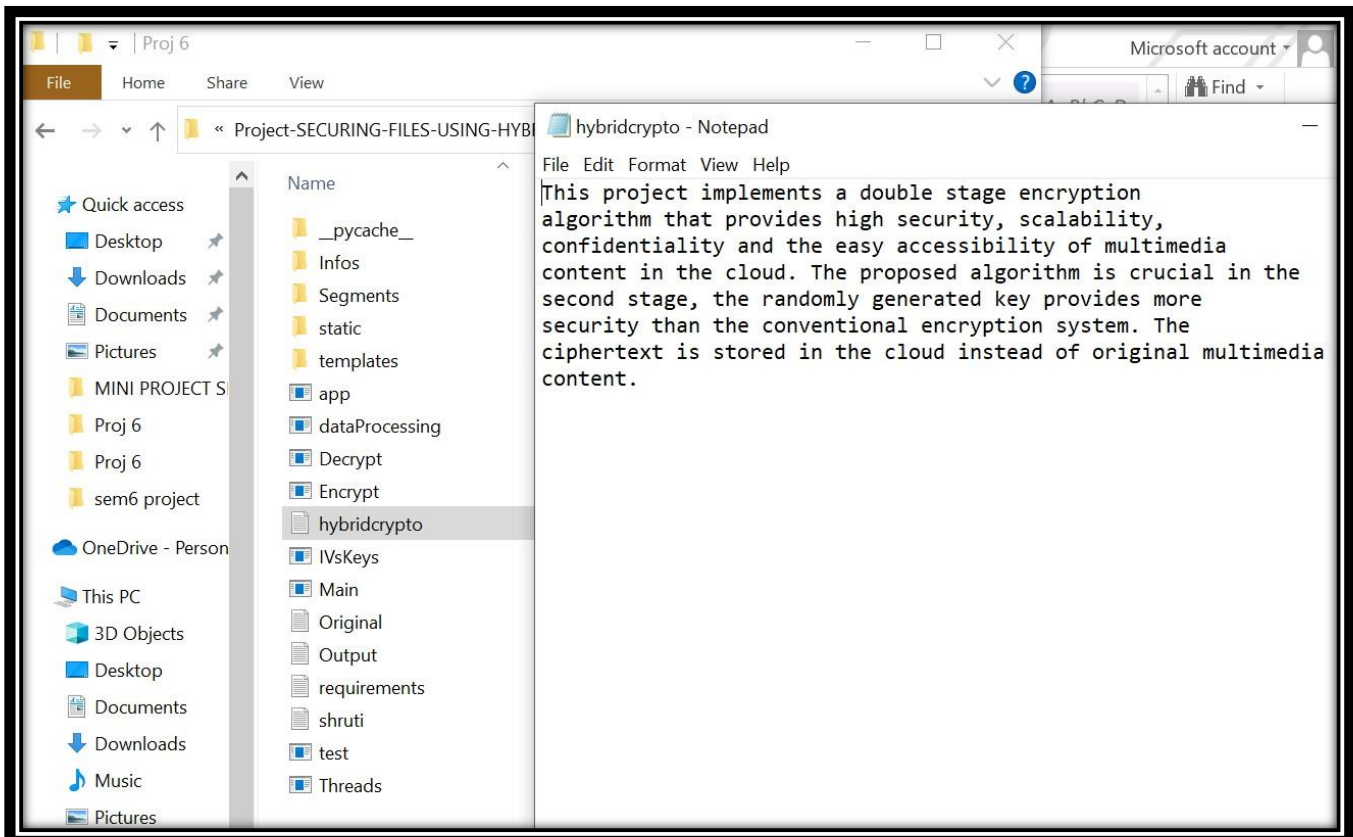 Proj 6
Microsoft account
File Home Share View
Find
« Project-SECURING-FILES-USING-HYB
Quick access
Desktop
Downloads
Documents
Pictures
MINI PROJECT S
Proj 6
Proj 6
sem6 project
OneDrive - Person
This PC
3D Objects
Desktop
Documents
Downloads
Music
Pictures
Name
__pycache__
Infos
Segments
static
templates
app
dataProcessing
Decrypt
Encrypt
hybridcrypto
IVsKeys
Main
Original
Output
requirements
shruti
test
Threads
hybridcrypto - Notepad
File Edit Format View Help
This project implements a double stage encryption
algorithm that provides high security, scalability,
confidentiality and the easy accessibility of multimedia
content in the cloud. The proposed algorithm is crucial in the
second stage, the randomly generated key provides more
security than the conventional encryption system. The
ciphertext is stored in the cloud instead of original multimedia
content.